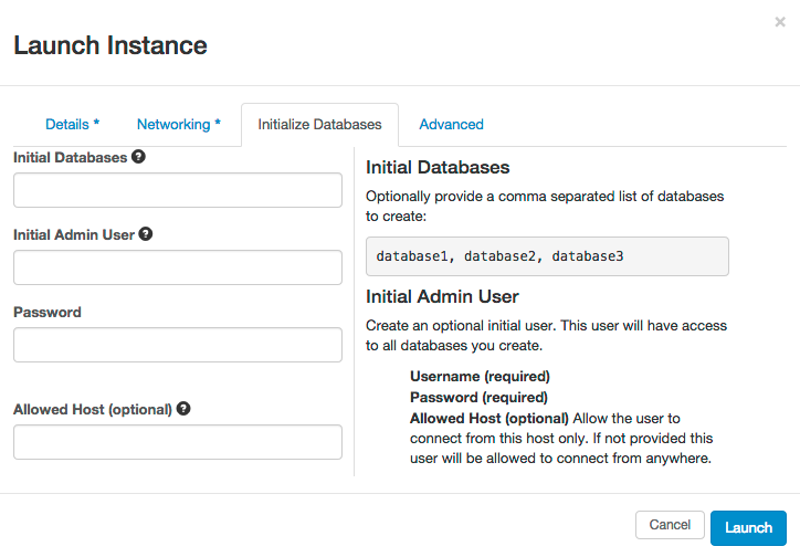 ×
Launch Instance
Details *
Networking *
Initialize Databases
Advanced
Initial Databases ?
Initial Admin User ?
Password
Allowed Host (optional) ?
Initial Databases
Optionally provide a comma separated list of databases
to create:
database1, database2, database3
Initial Admin User
Create an optional initial user. This user will have access
to all databases you create.
Username (required)
Password (required)
Allowed Host (optional) Allow the user to
connect from this host only. If not provided this
user will be allowed to connect from anywhere.
Cancel
Launch